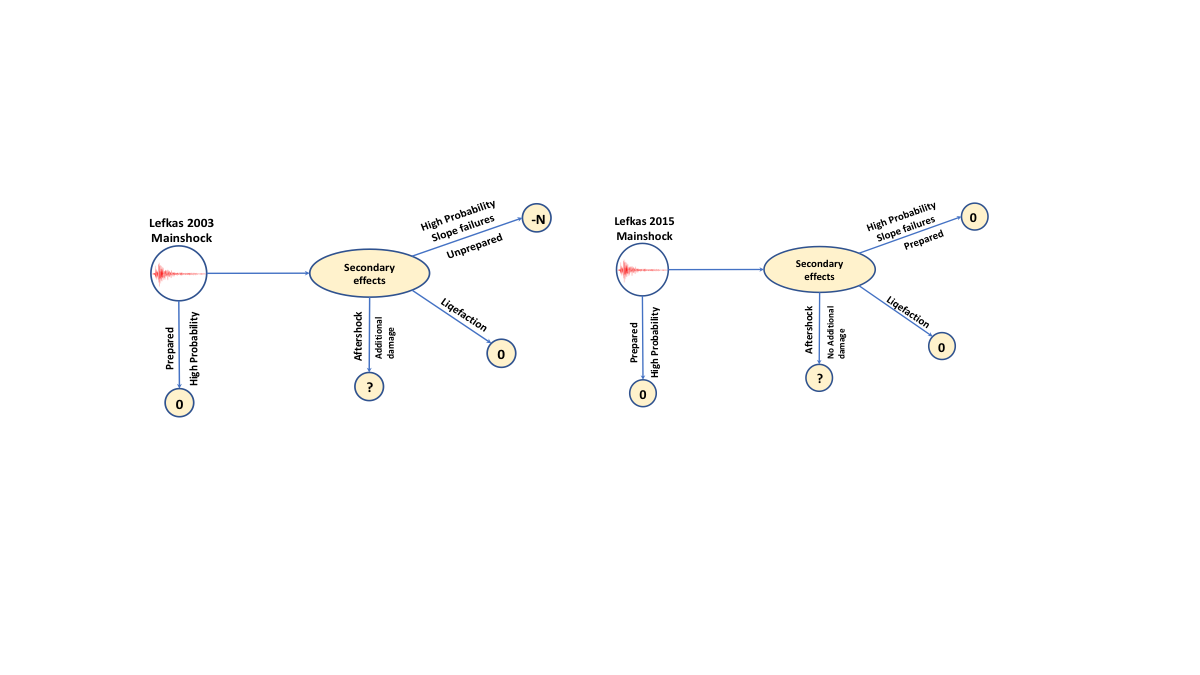 Lefkas 2003
Mainshock
Prepared
High Probability
0
Secondary
effects
High Probability
Slope failures
Unprepared
-N
Liqefaction
0
Aftershock
Additional
damage
?
Lefkas 2015
Mainshock
Prepared
High Probability
0
Secondary
effects
High Probability
Slope failures
Prepared
0
Liqefaction
0
Aftershock
No Additional
damage
?